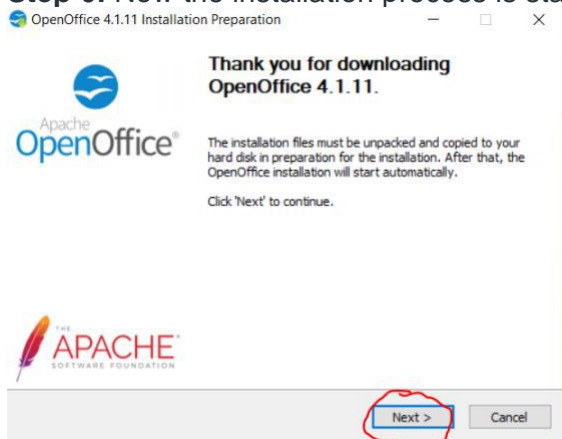 OpenOffice 4.1.11 Installation Preparation
Thank you for downloading
OpenOffice 4.1.11.
Apache
OpenOffice®
The installation files must be unpacked and copied to your
hard disk in preparation for the installation. After that, the
OpenOffice installation will start automatically.
Click 'Next' to continue.
THE
APACHE
SOFTWARE FOUNDATION
Next >
Cancel